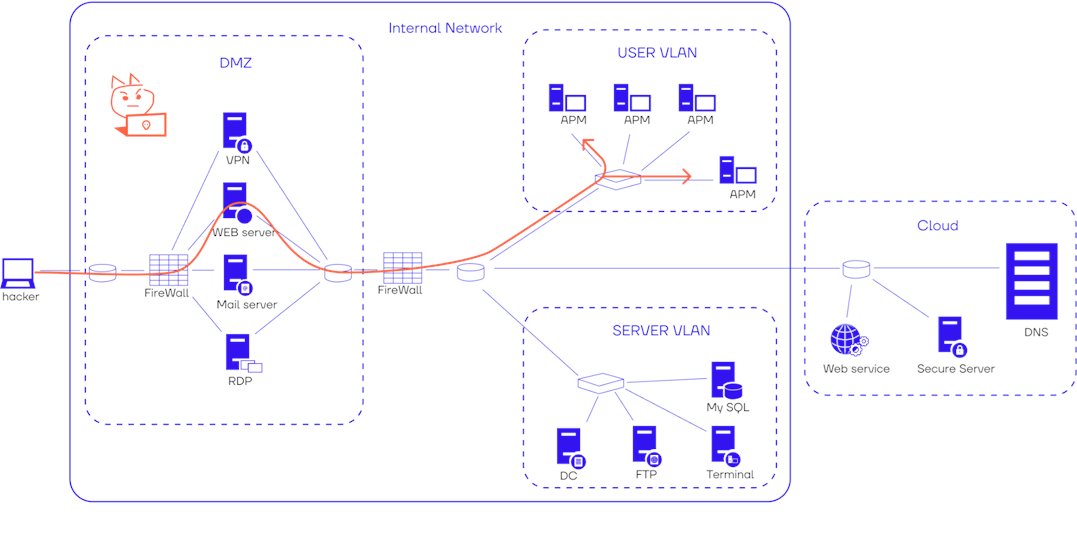 Internal Network
DMZ
USER VLAN
APM
APM
APM
VPN
APM
WEB server
Cloud
hacker
FireWall
FireWall
Mail server
SERVER VLAN
DNS
Web service
Secure Server
RDP
My SQL
DC
FTP
Terminal